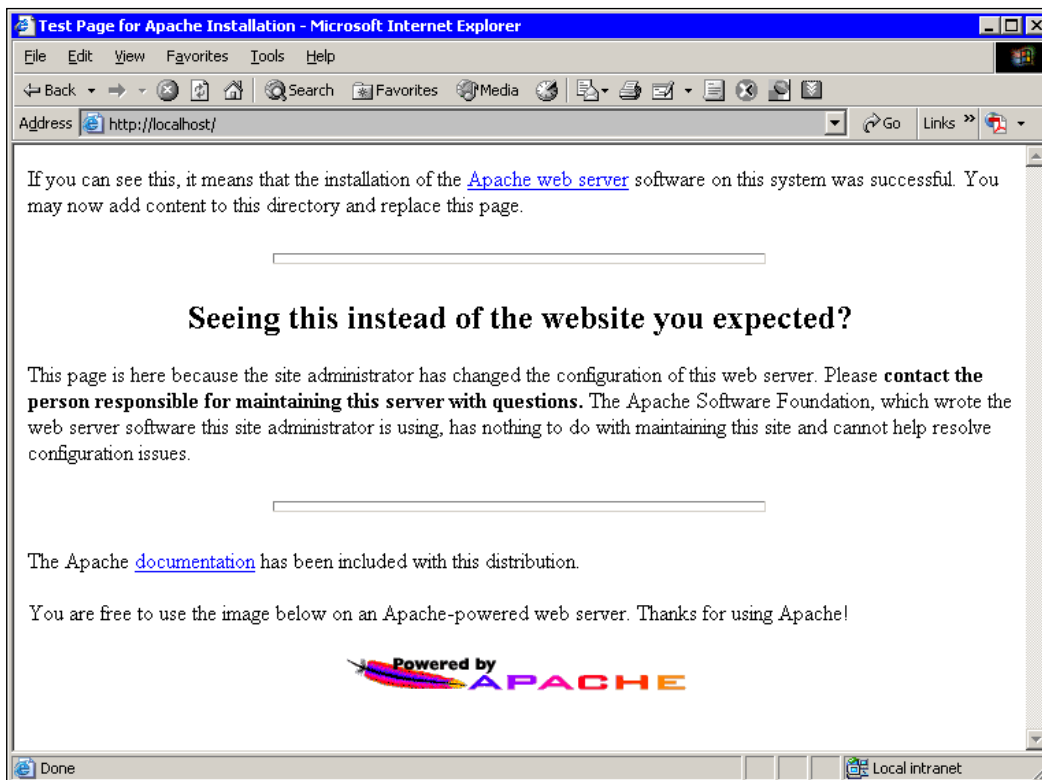 Test Page for Apache Installation - Microsoft Internet Explorer
File Edit View Favorites Tools Help
Back Search Favorites Media
Address http://localhost/ Go Links »
If you can see this, it means that the installation of the Apache web server software on this system was successful. You
may now add content to this directory and replace this page.
Seeing this instead of the website you expected?
This page is here because the site administrator has changed the configuration of this web server. Please contact the
person responsible for maintaining this server with questions. The Apache Software Foundation, which wrote the
web server software this site administrator is using, has nothing to do with maintaining this site and cannot help resolve
configuration issues.
The Apache documentation has been included with this distribution.
You are free to use the image below on an Apache-powered web server. Thanks for using Apache!
Powered by
APACHE
Done Local intranet